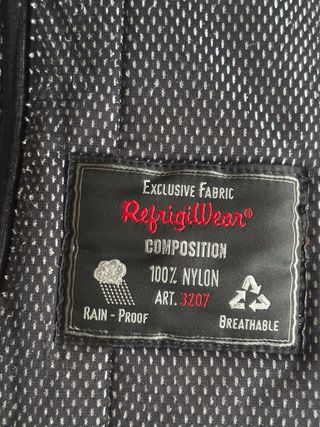 EXCLUSIVE FABRIC
RefrigiWear®
COMPOSITION
100% NYLON
ART. 3207
RAIN - PROOF
BREATHABLE